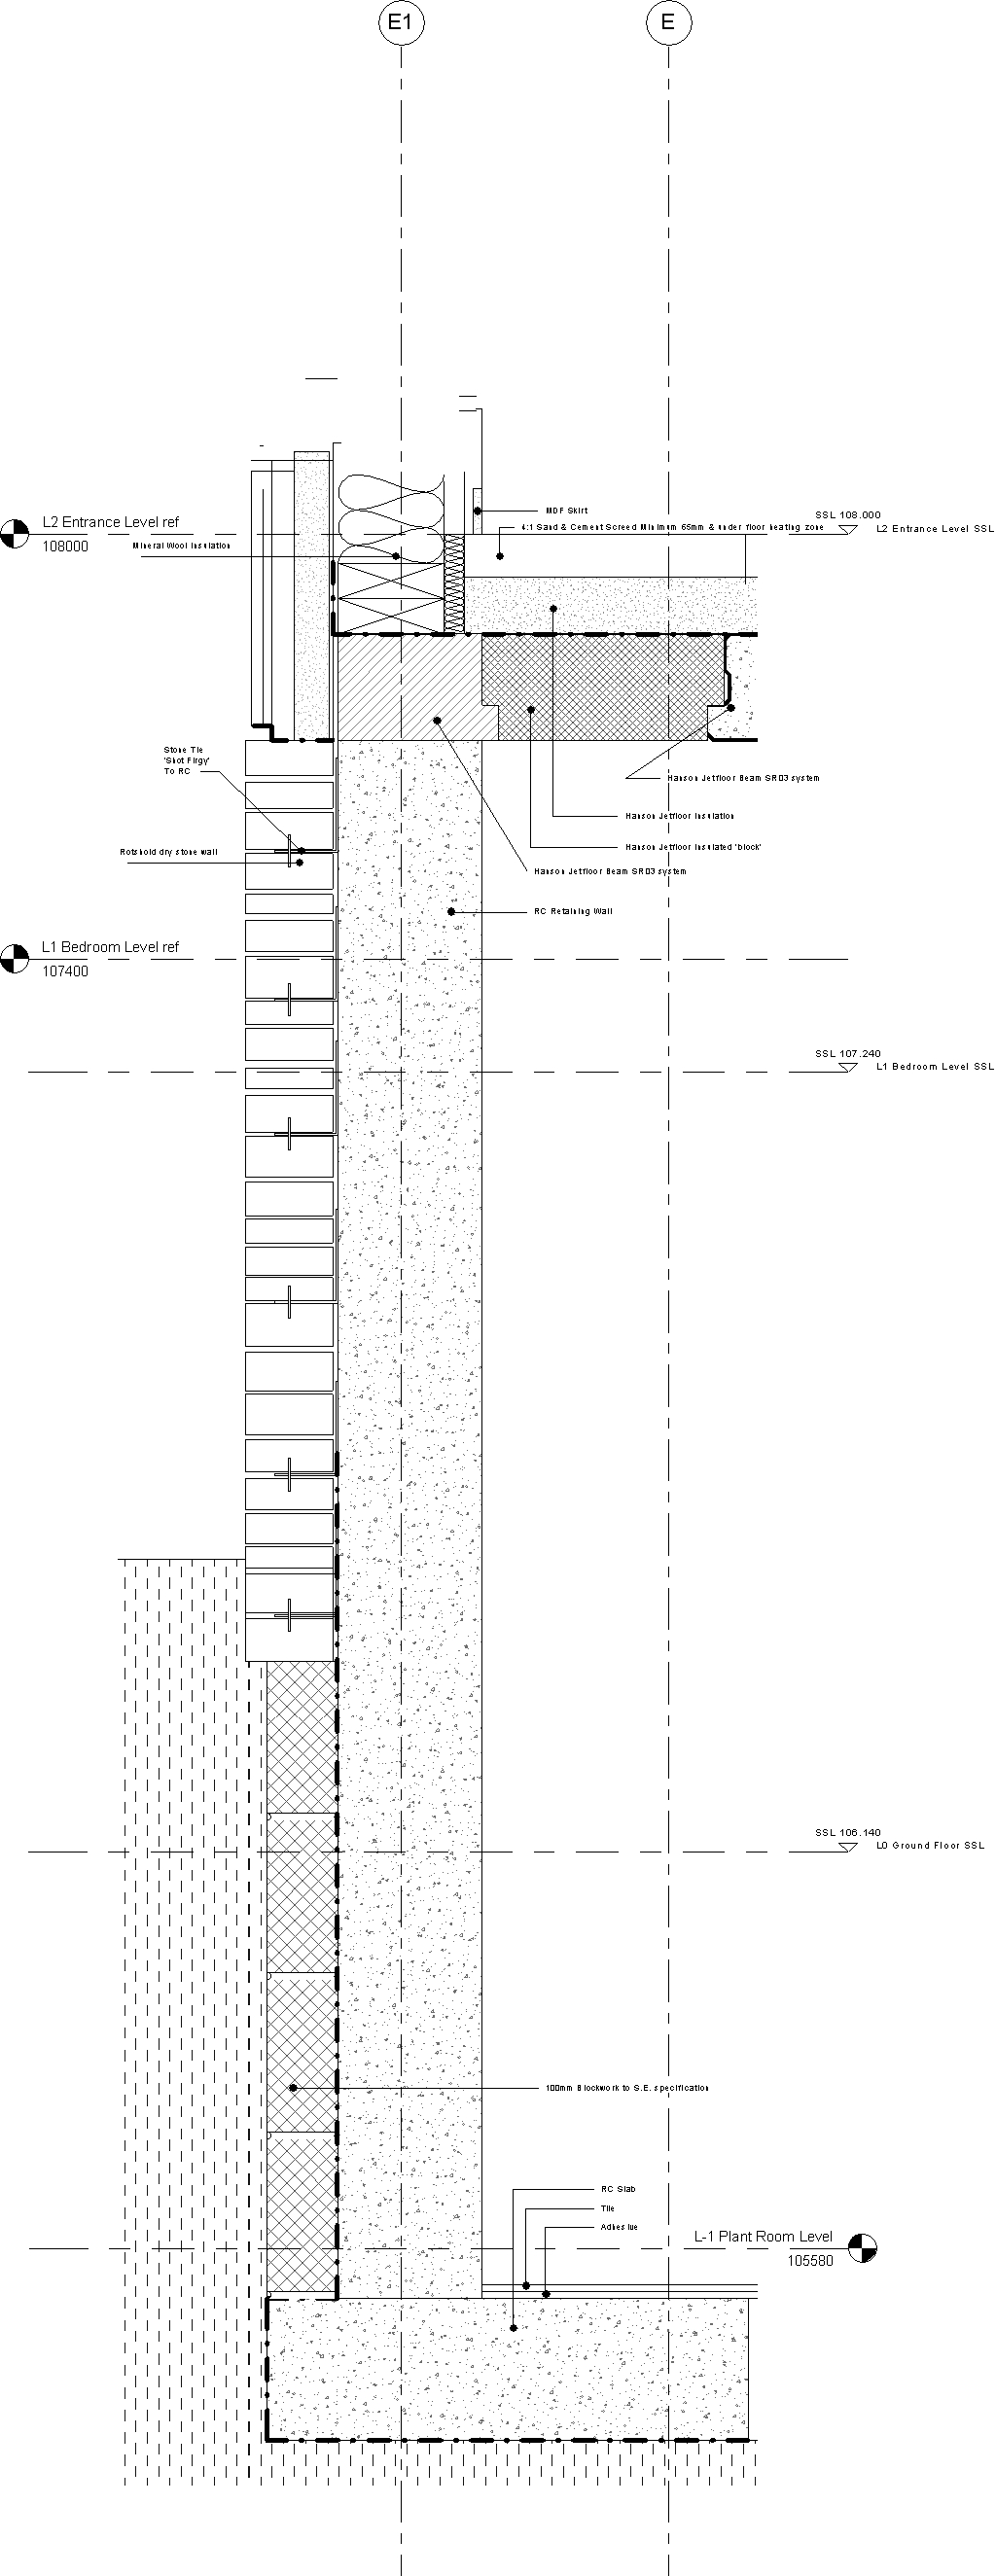 E1
E
MDF Skirt
SSL 108.000
L2 Entrance Level ref
4:1 Sand & Cement Screed Minimum 65mm & under floor heating zone
L2 Entrance Level SSL
108000
Mineral Wool Insulation
Stone Tie
To RC
Hanson Jetfloor Beam SR03 system
Hanson Jetfloor Insulation
Hanson Jetfloor Insulated 'block'
Rotshold dry stone wall
Hanson Jetfloor Beam SR03 system
RC Retaining Wall
L1 Bedroom Level ref
107400
SSL 107.240
L1 Bedroom Level SSL
SSL 106.140
L0 Ground Floor SSL
100mm Blockwork to S.E. specification
RC Slab
Tile
Adhesive
L-1 Plant Room Level
105580